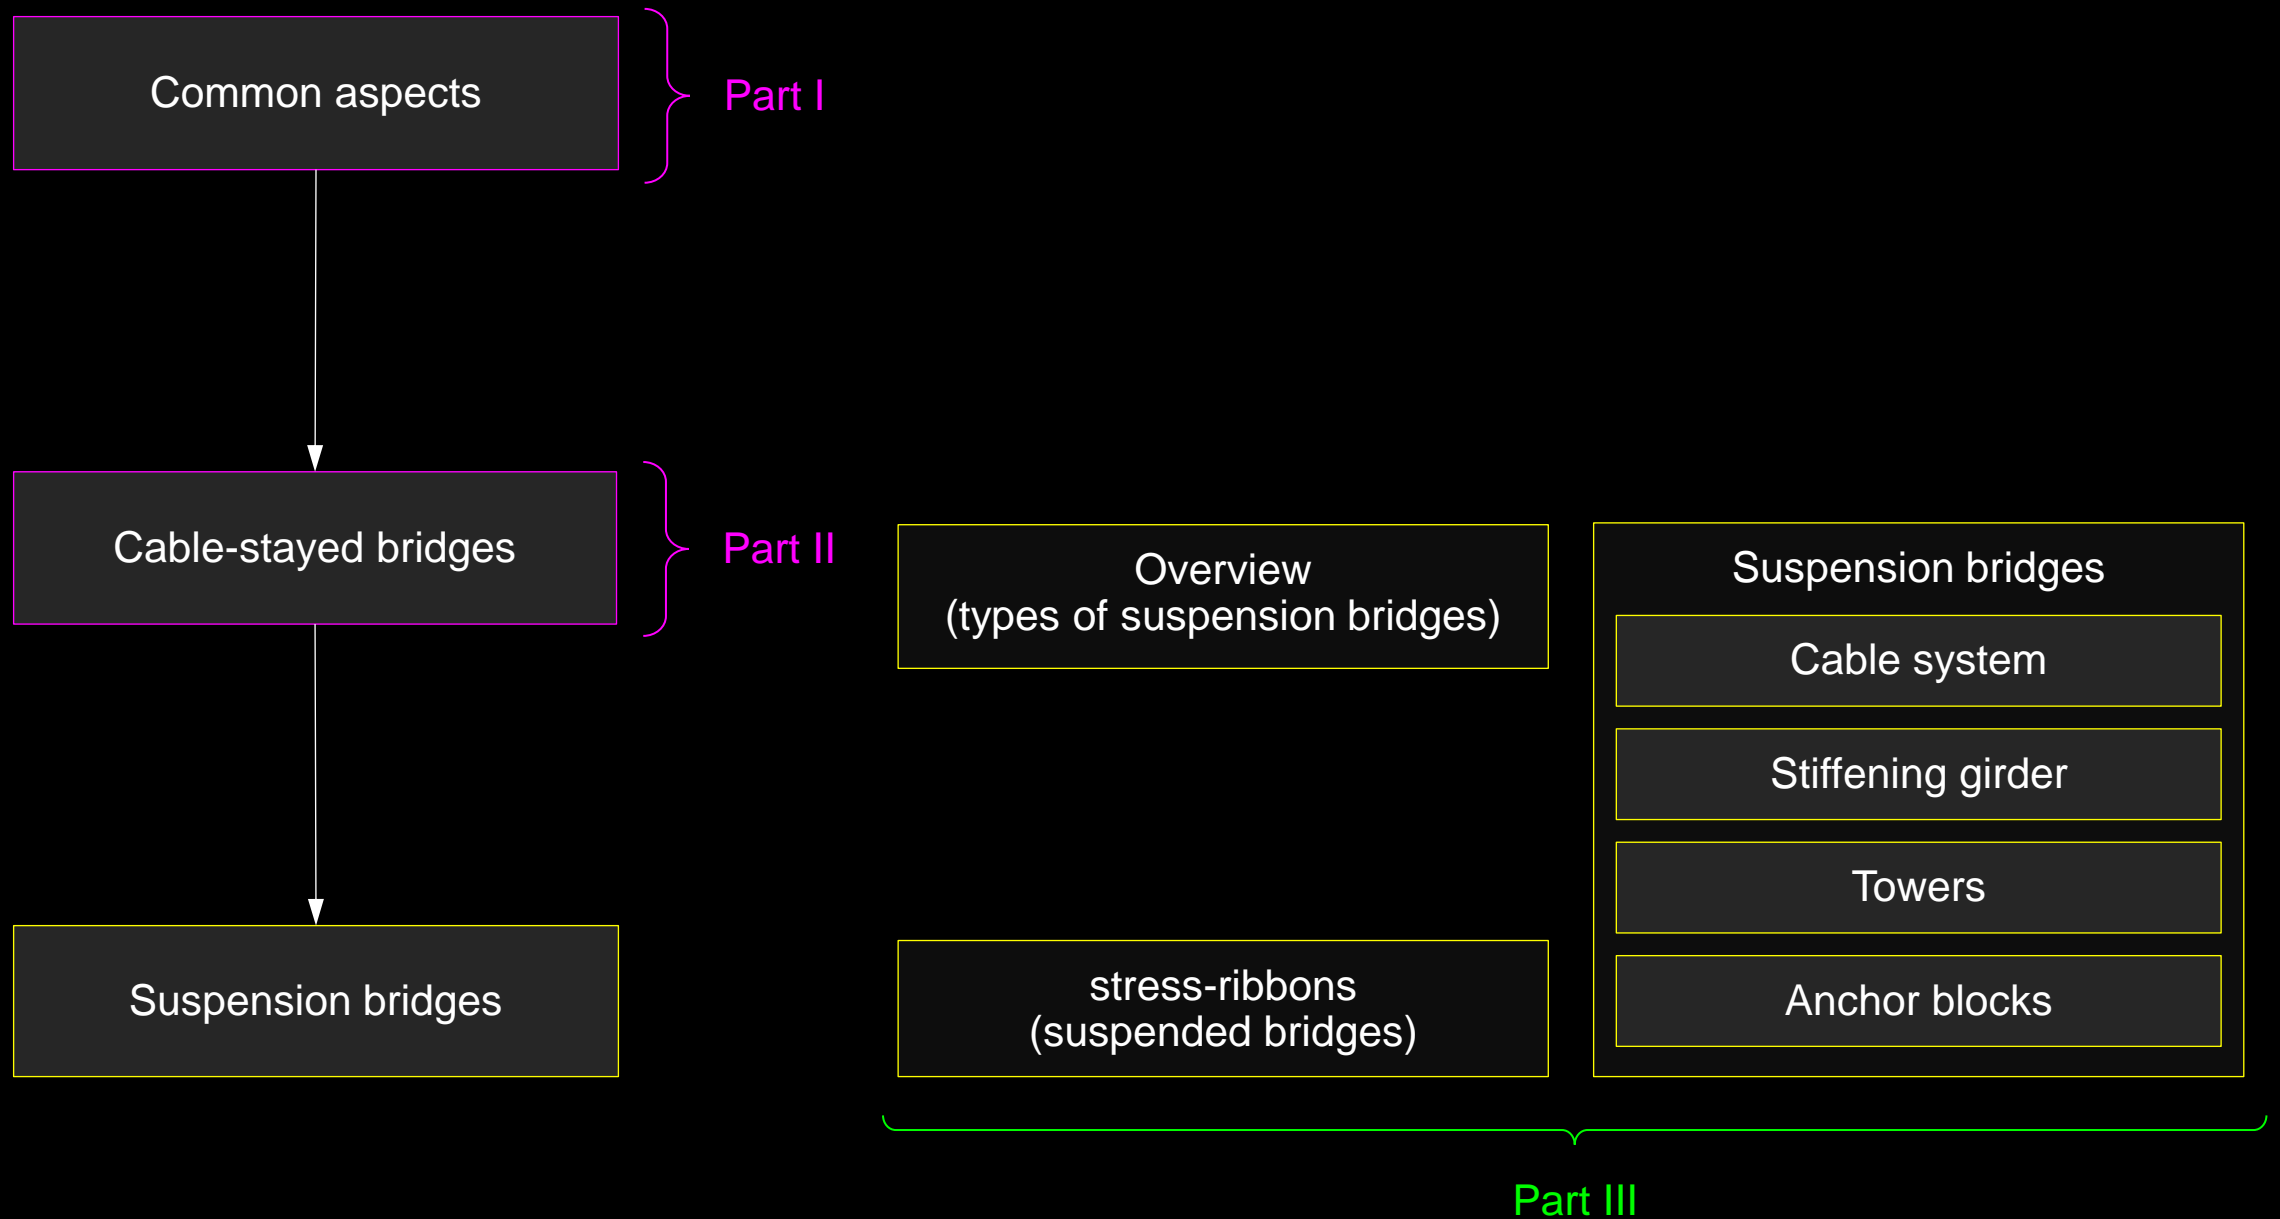 Common aspects
Part I
Cable-stayed bridges
Part II
Overview
(types of suspension bridges)
Suspension bridges
Cable system
Stiffening girder
Towers
Anchor blocks
Suspension bridges
stress-ribbons
(suspended bridges)
Part III